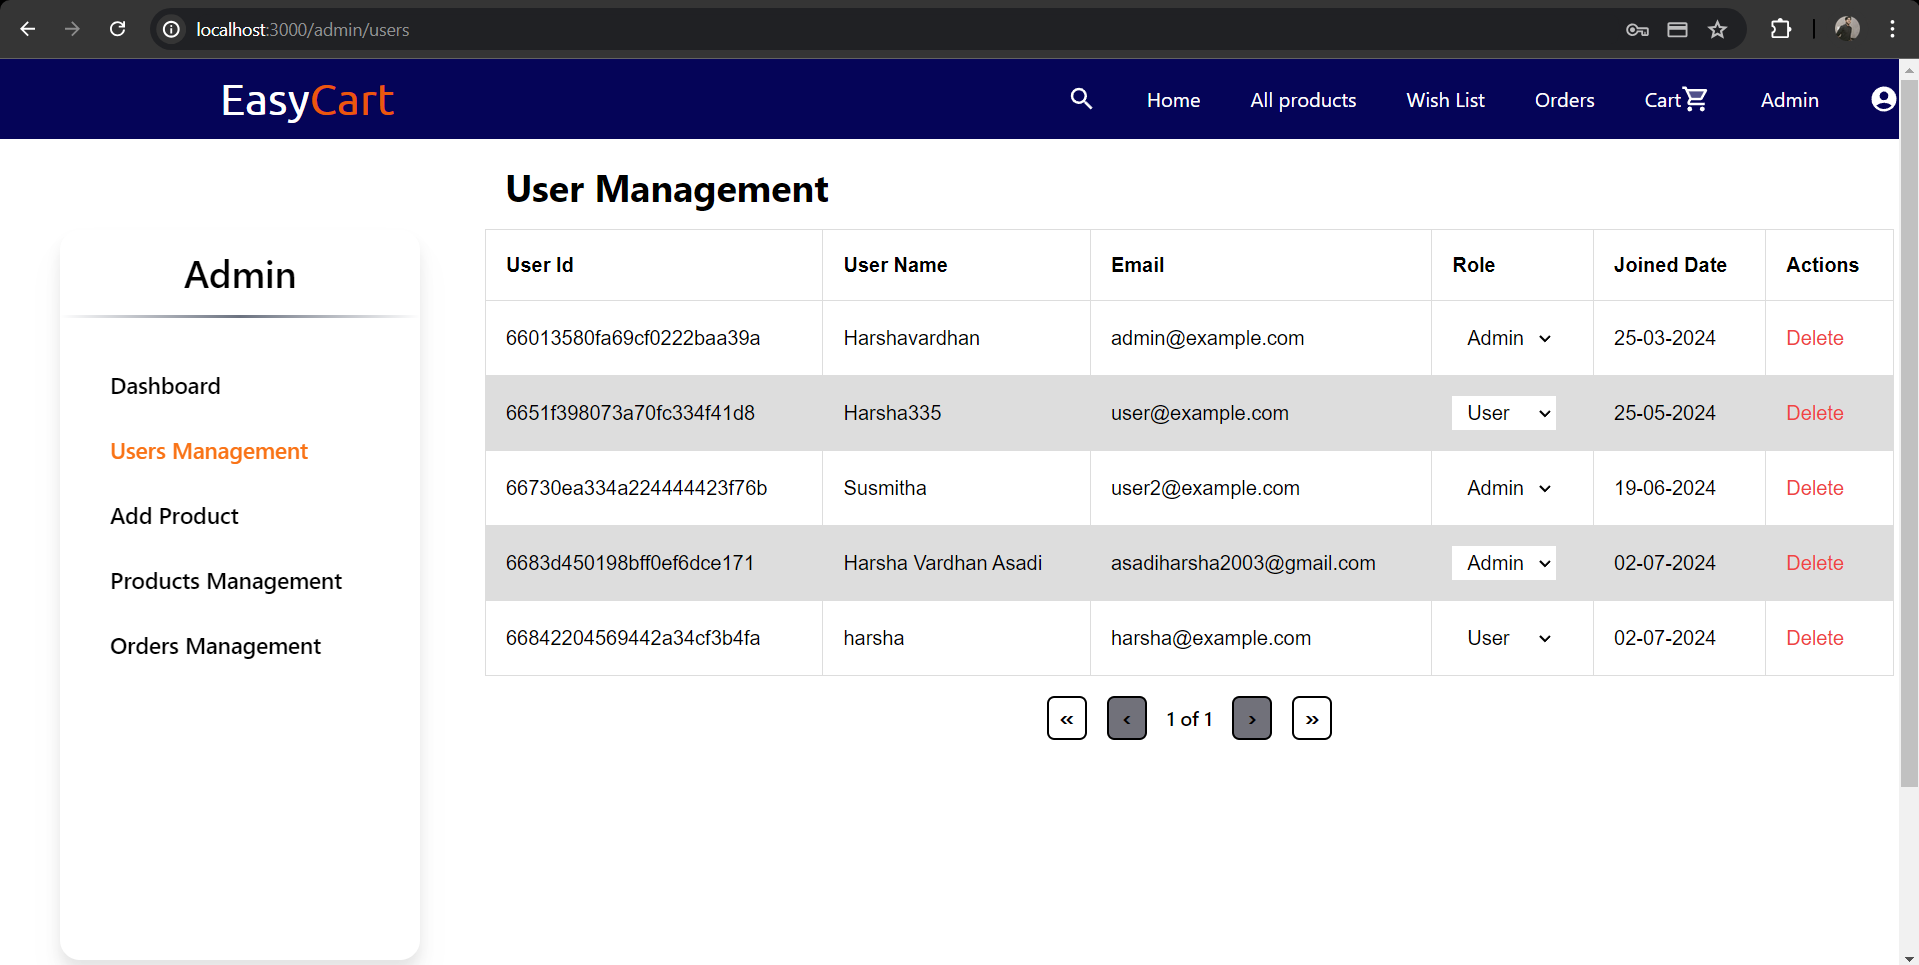 localhost:3000/admin/users
EasyCart Home All products Wish List Orders Cart Admin
User Management
Admin
Dashboard
Users Management
Add Product
Products Management
Orders Management
User Id User Name Email Role Joined Date Actions
66013580fa69cf0222baa39a Harshavardhan admin@example.com Admin 25-03-2024 Delete
6651f398073a70fc334f41d8 Harsha335 user@example.com User 25-05-2024 Delete
66730ea334a224444423f76b Susmitha user2@example.com Admin 19-06-2024 Delete
6683d450198bff0ef6dce171 Harsha Vardhan Asadi asadiharsha2003@gmail.com Admin 02-07-2024 Delete
66842204569442a34cf3b4fa harsha harsha@example.com User 02-07-2024 Delete
« ‹ 1 of 1 › »